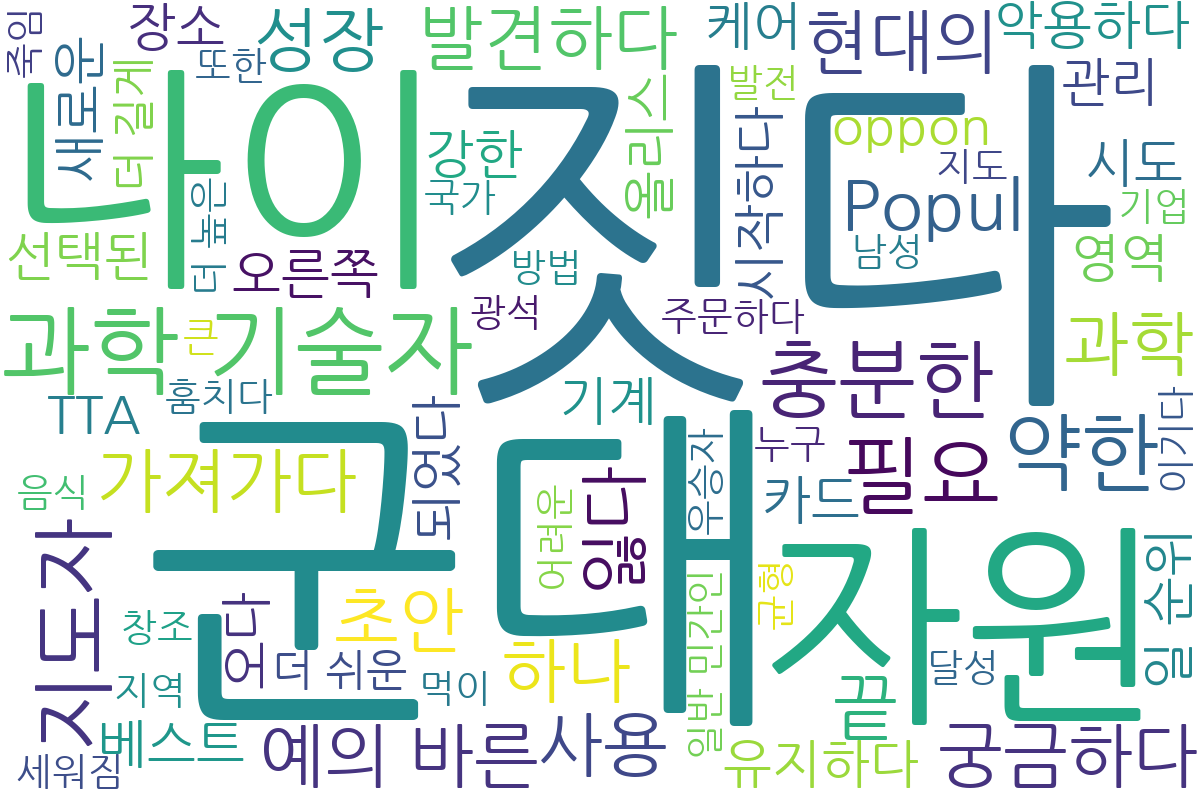 죽임
장소
성장
발견하다
케어
현대의
악용하다
또한
새로운
더 길게
나이
짓다
올리스
발전
관리
시작하다
oppon
강한
지도
시도
국가
Popul
더 높은
기업
선택된
오른쪽
방법
남성
영역
광석
주문하다
과학 기술자
큰
충분한
과학
훔치다
TTA
기계
누구
약한
이기다
되었다
가져가다
군대
우승자
필요
음식
잃다
어려운
카드
자원
지도자
일 순위
균형
창조
얻다
초안
일반 민간인
더 쉬운
하나
달성
지역
먹이
끝
베스트
예의 바른
사용
유지하다
궁금하다
세워짐